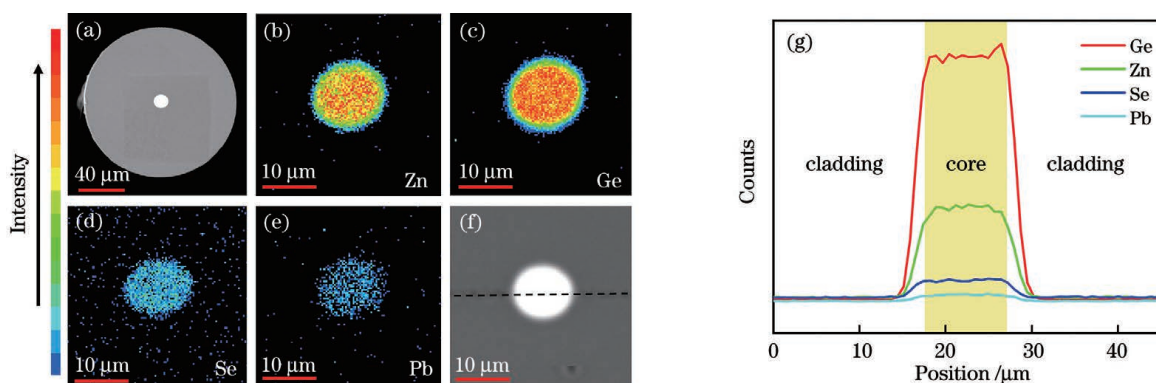 Intensity
(a)
40 μm
(b)
10 μm
Zn
(c)
10 μm
Ge
(d)
10 μm
Se
(e)
10 μm
Pb
(f)
10 μm
(g)
Ge
Zn
Se
Pb
cladding core cladding
Counts
0 10 20 30 40
Position /μm